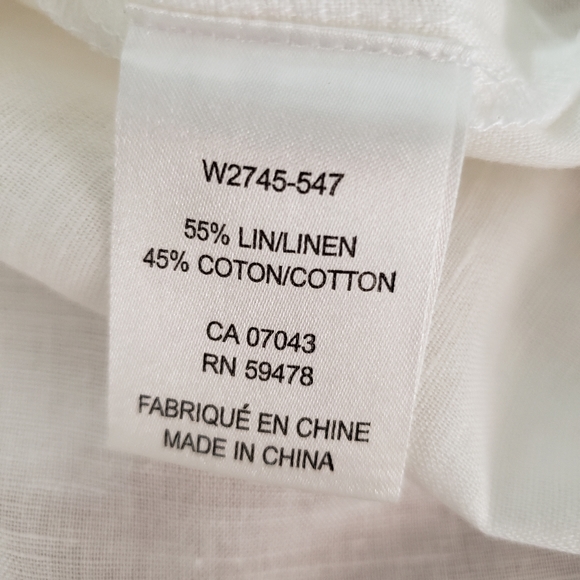 W2745-547
55% LIN/LINEN
45% COTON/COTTON
CA 07043
RN 59478
FABRIQUÉ EN CHINE
MADE IN CHINA